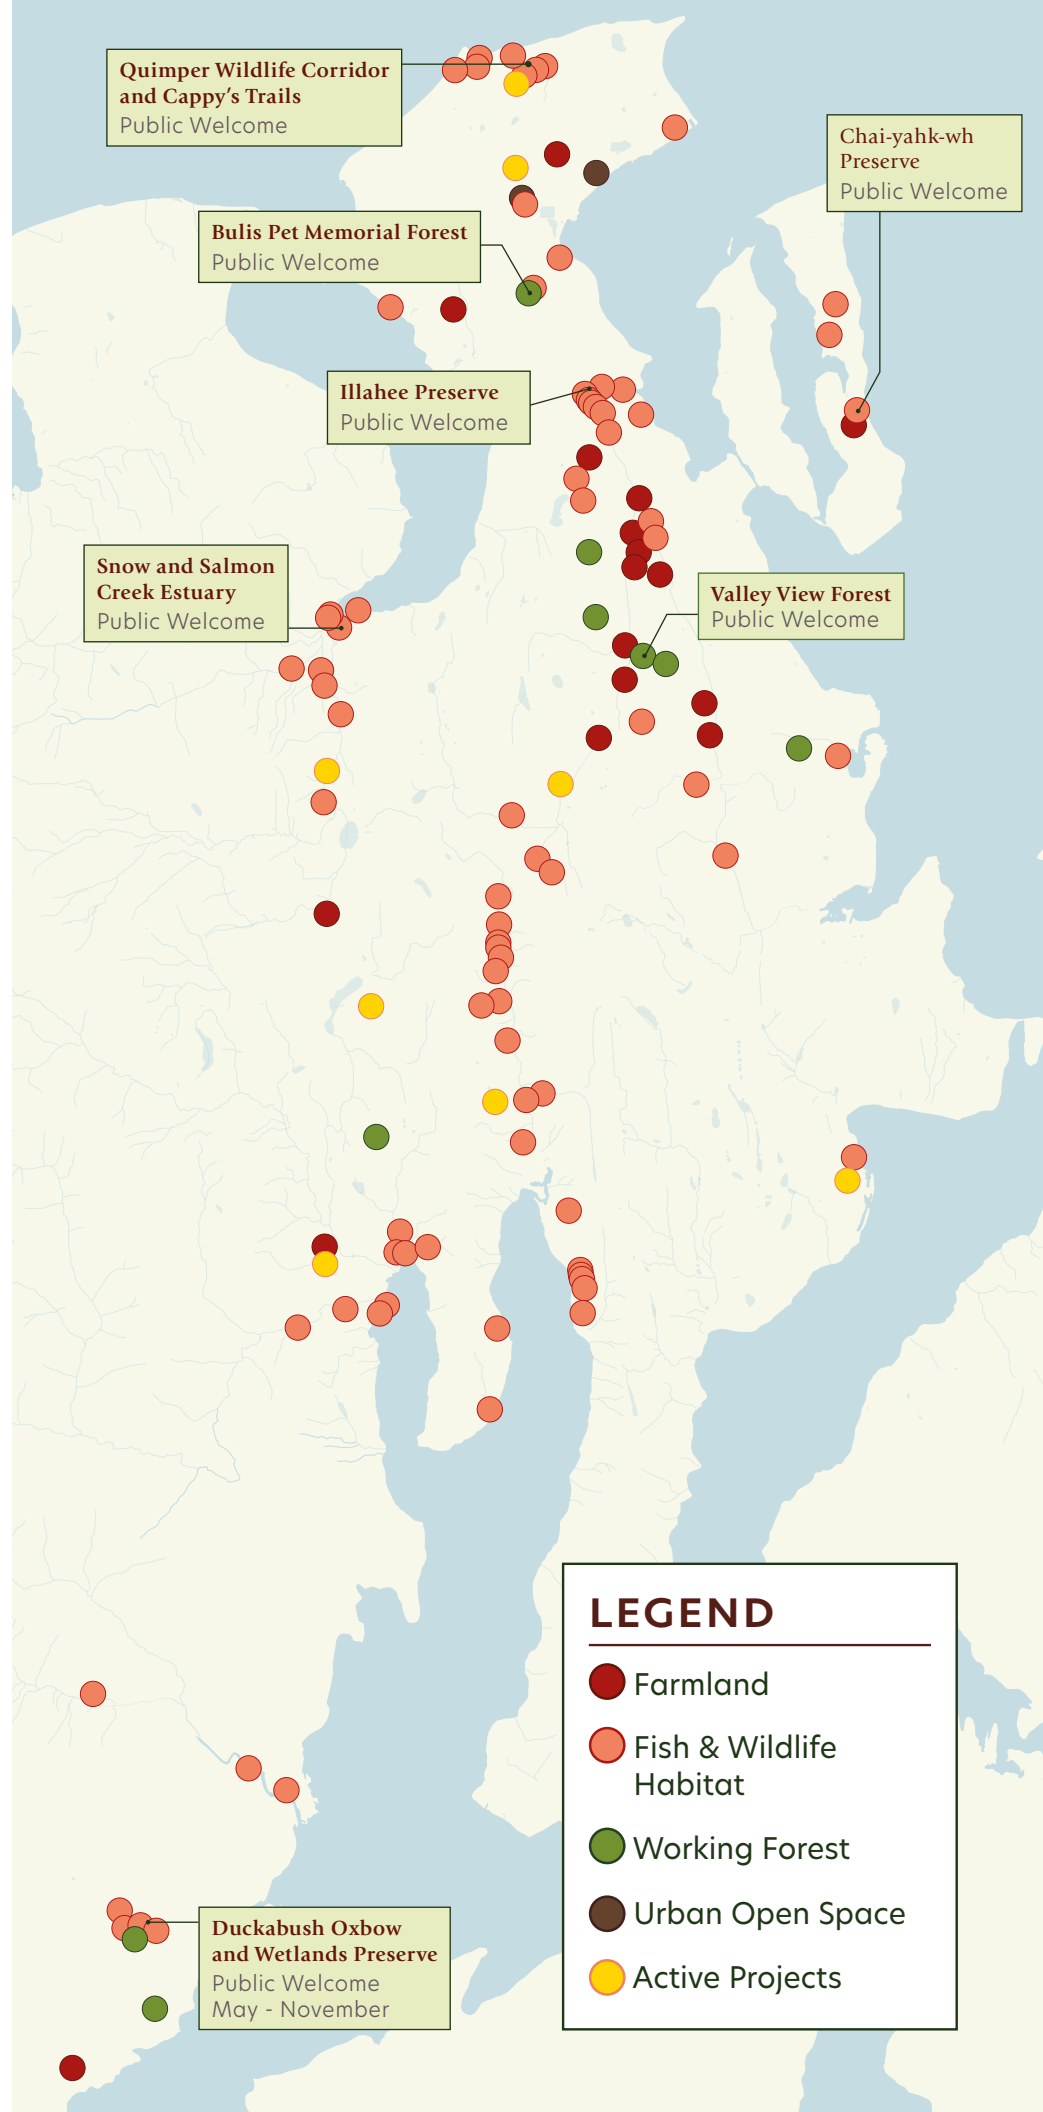 Quimper Wildlife Corridor
and Cappy's Trails
Public Welcome
Chai-yahk-wh
Preserve
Public Welcome
Bulis Pet Memorial Forest
Public Welcome
Illahee Preserve
Public Welcome
Snow and Salmon
Creek Estuary
Public Welcome
Valley View Forest
Public Welcome
LEGEND
Farmland
Fish & Wildlife
Habitat
Working Forest
Urban Open Space
Active Projects
Duckabush Oxbow
and Wetlands Preserve
Public Welcome
May - November